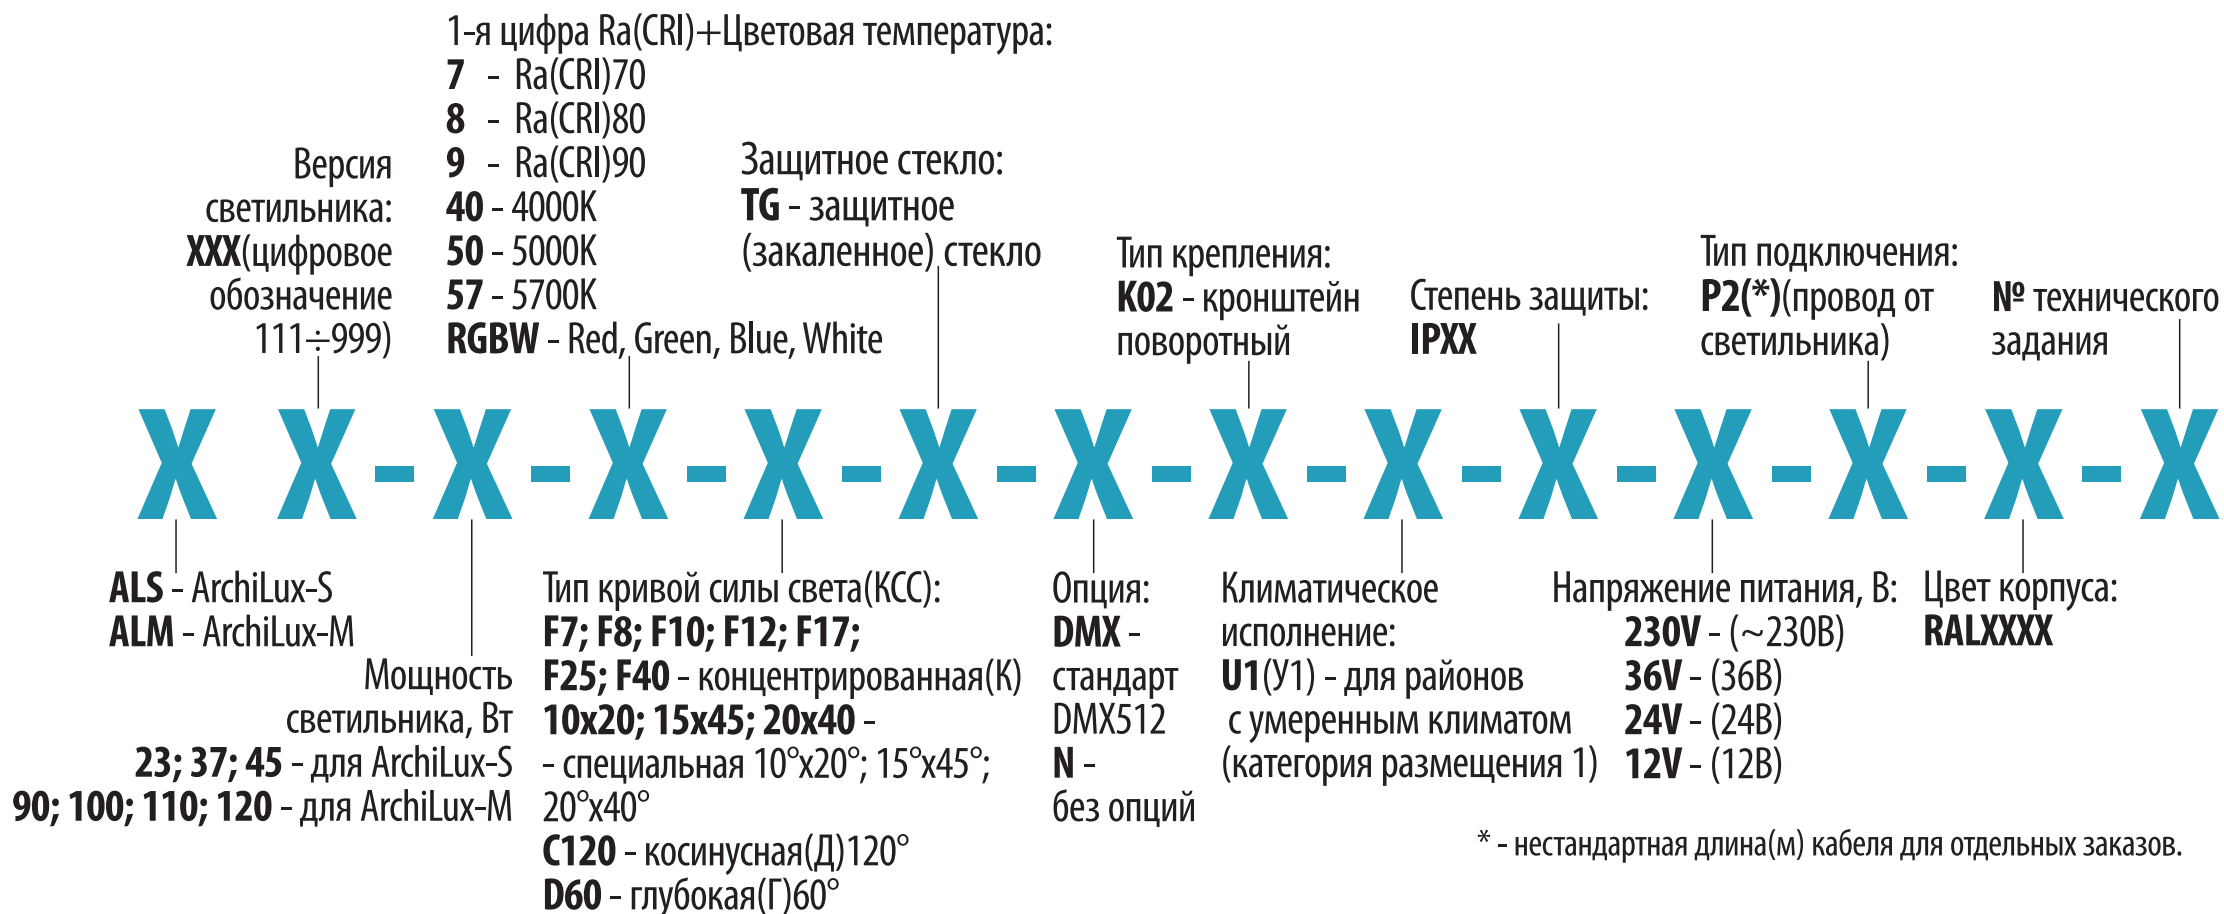 1-я цифра Ra(CRI)+Цветовая температура:
7 - Ra(CRI)70
8 - Ra(CRI)80
9 - Ra(CRI)90
40 - 4000K
50 - 5000K
57 - 5700K
RGBW - Red, Green, Blue, White
Версия
светильника:
XXX(цифровое
обозначение
111÷999)
Защитное стекло:
TG - защитное
(закаленное) стекло
Тип крепления:
K02 - кронштейн
поворотный
Степень защиты:
IPXX
Тип подключения:
P2(*)(провод от
светильника)
№ технического
задания
X X - X - X - X - X - X - X - X - X - X - X - X - X
ALS - ArchiLux-S
ALM - ArchiLux-M
Мощность
светильника, Вт
23; 37; 45 - для ArchiLux-S
90; 100; 110; 120 - для ArchiLux-M
Тип кривой силы света(КСС):
F7; F8; F10; F12; F17;
F25; F40 - концентрированная(К)
10x20; 15x45; 20x40 -
- специальная 10°x20°; 15°x45°;
20°x40°
C120 - косинусная(Д)120°
D60 - глубокая(Г)60°
Опция:
DMX -
стандарт
DMX512
N -
без опций
Климатическое
исполнение:
U1(У1) - для районов
с умеренным климатом
(категория размещения 1)
Напряжение питания, В:
230V - (~230В)
36V - (36В)
24V - (24В)
12V - (12В)
Цвет корпуса:
RALXXXX
* - нестандартная длина(м) кабеля для отдельных заказов.